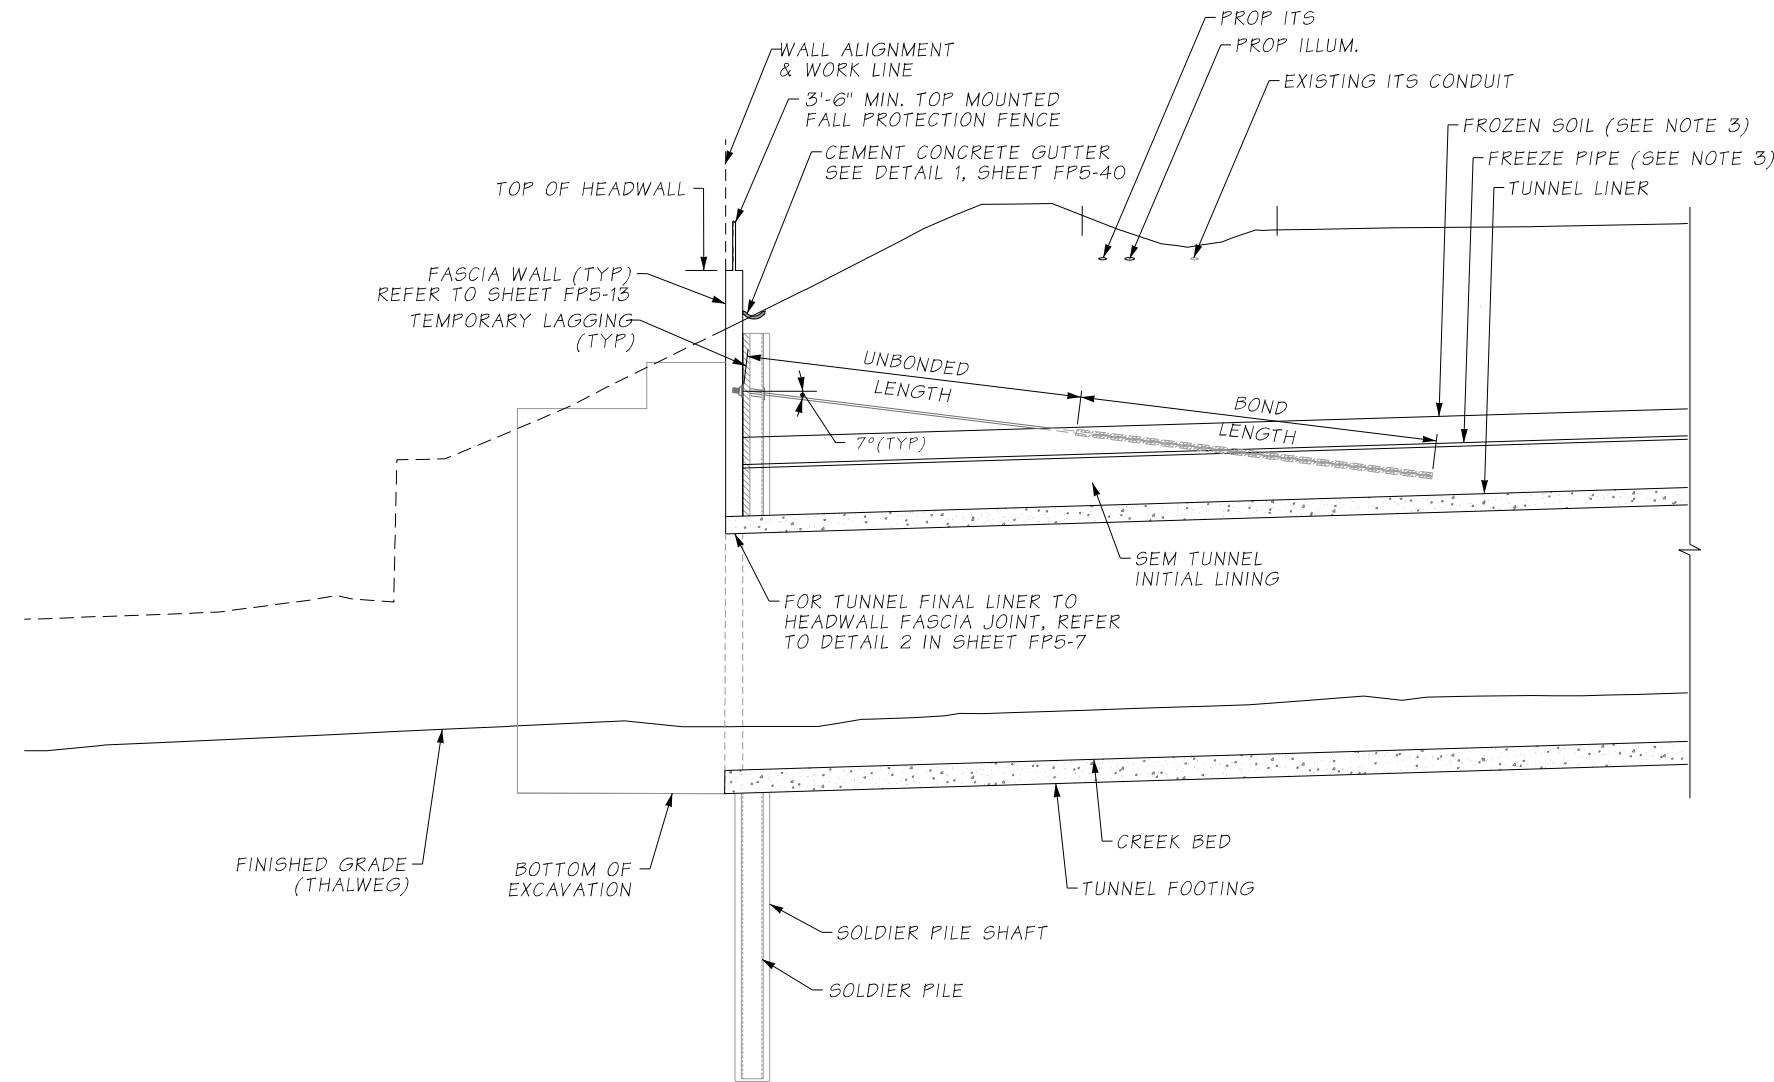 PROP ITS
PROP ILLUM.
WALL ALIGNMENT
& WORK LINE
EXISTING ITS CONDUIT
3'-6" MIN. TOP MOUNTED
FALL PROTECTION FENCE
FROZEN SOIL (SEE NOTE 3)
CEMENT CONCRETE GUTTER
SEE DETAIL 1, SHEET FP5-40
FREEZE PIPE (SEE NOTE 3)
TOP OF HEADWALL
TUNNEL LINER
FASCIA WALL (TYP)
REFER TO SHEET FP5-13
TEMPORARY LAGGING
(TYP)
UNBONDED
LENGTH
BOND
LENGTH
7°(TYP)
SEM TUNNEL
INITIAL LINING
FOR TUNNEL FINAL LINER TO
HEADWALL FASCIA JOINT, REFER
TO DETAIL 2 IN SHEET FP5-7
CREEK BED
FINISHED GRADE
(THALWEG)
BOTTOM OF
EXCAVATION
TUNNEL FOOTING
SOLDIER PILE SHAFT
SOLDIER PILE